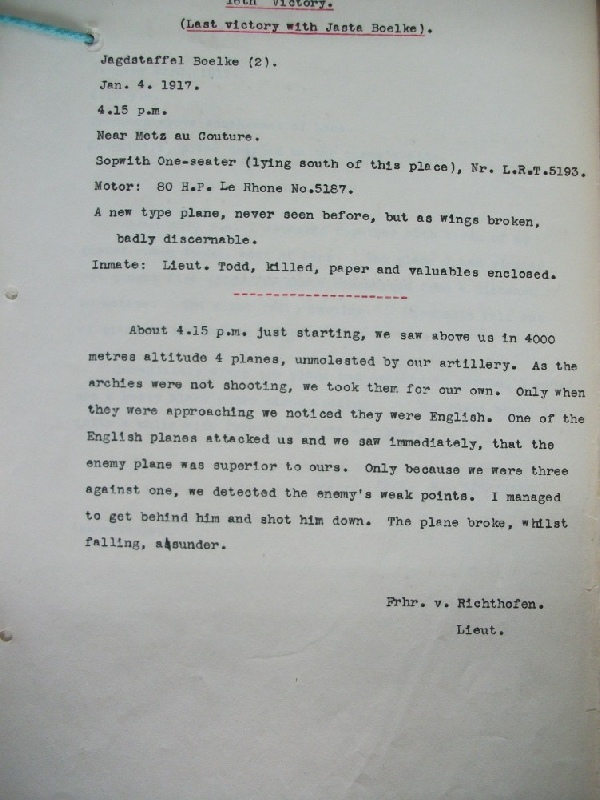 16th Victory.
(Last victory with Jasta Boelke).
Jagdstaffel Boelke (2).
Jan. 4. 1917.
4.15 p.m.
Near Metz au Couture.
Sopwith One-seater (lying south of this place), Nr. L.R.T.5193.
Motor: 80 H.P. Le Rhone No.5187.
A new type plane, never seen before, but as wings broken,
badly discernable.
Inmate: Lieut. Todd, killed, paper and valuables enclosed.
About 4.15 p.m. just starting, we saw above us in 4000
metres altitude 4 planes, unmolested by our artillery. As the
archies were not shooting, we took them for our own. Only when
they were approaching we noticed they were English. One of the
English planes attacked us and we saw immediately, that the
enemy plane was superior to ours. Only because we were three
against one, we detected the enemy's weak points. I managed
to get behind him and shot him down. The plane broke, whilst
falling, asunder.
Frhr. v. Richthofen.
Lieut.